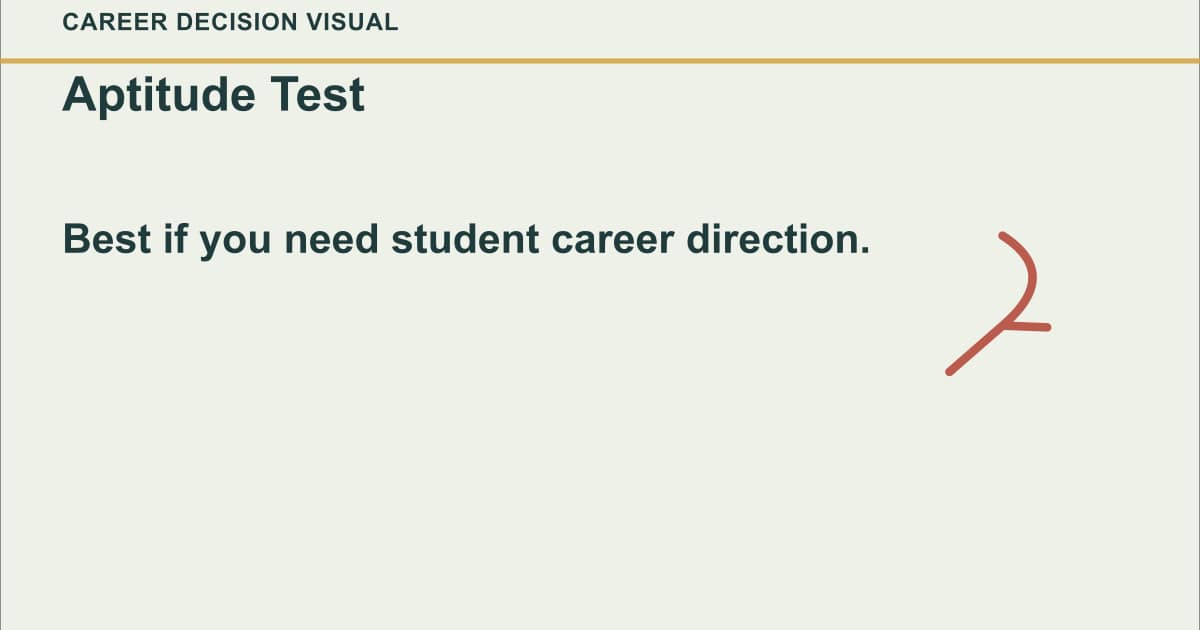 CAREER DECISION VISUAL
Aptitude Test
Best if you need student career direction.